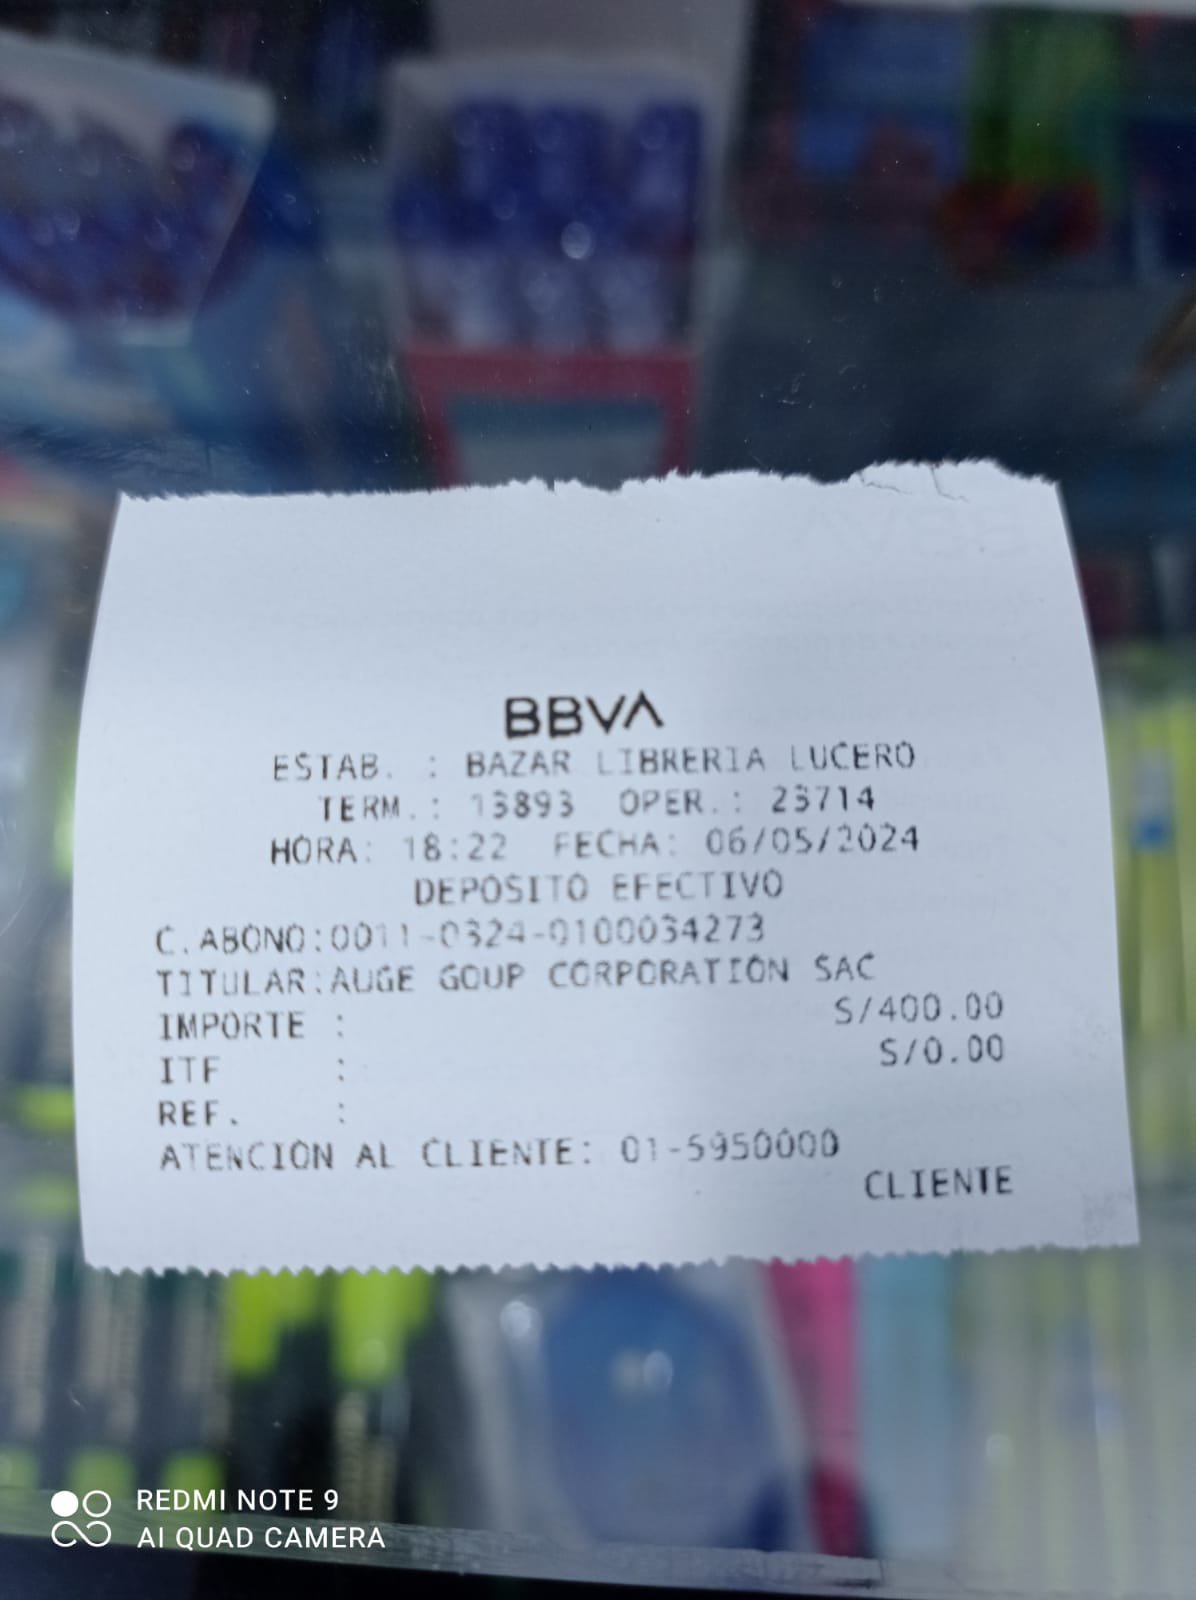 BBVA
ESTAB. : BAZAR LIBRERIA LUCERO
TERM.: 13893 OPER.: 23714
HORA: 18:22 FECHA: 06/05/2024
DEPOSITO EFECTIVO
C.ABONO:0011-0324-0100034273
TITULAR:AUGE GOUP CORPORATION SAC
IMPORTE : S/400.00
ITF : S/0.00
REF. :
ATENCION AL CLIENTE: 01-5950000
CLIENTE
REDMI NOTE 9
AI QUAD CAMERA